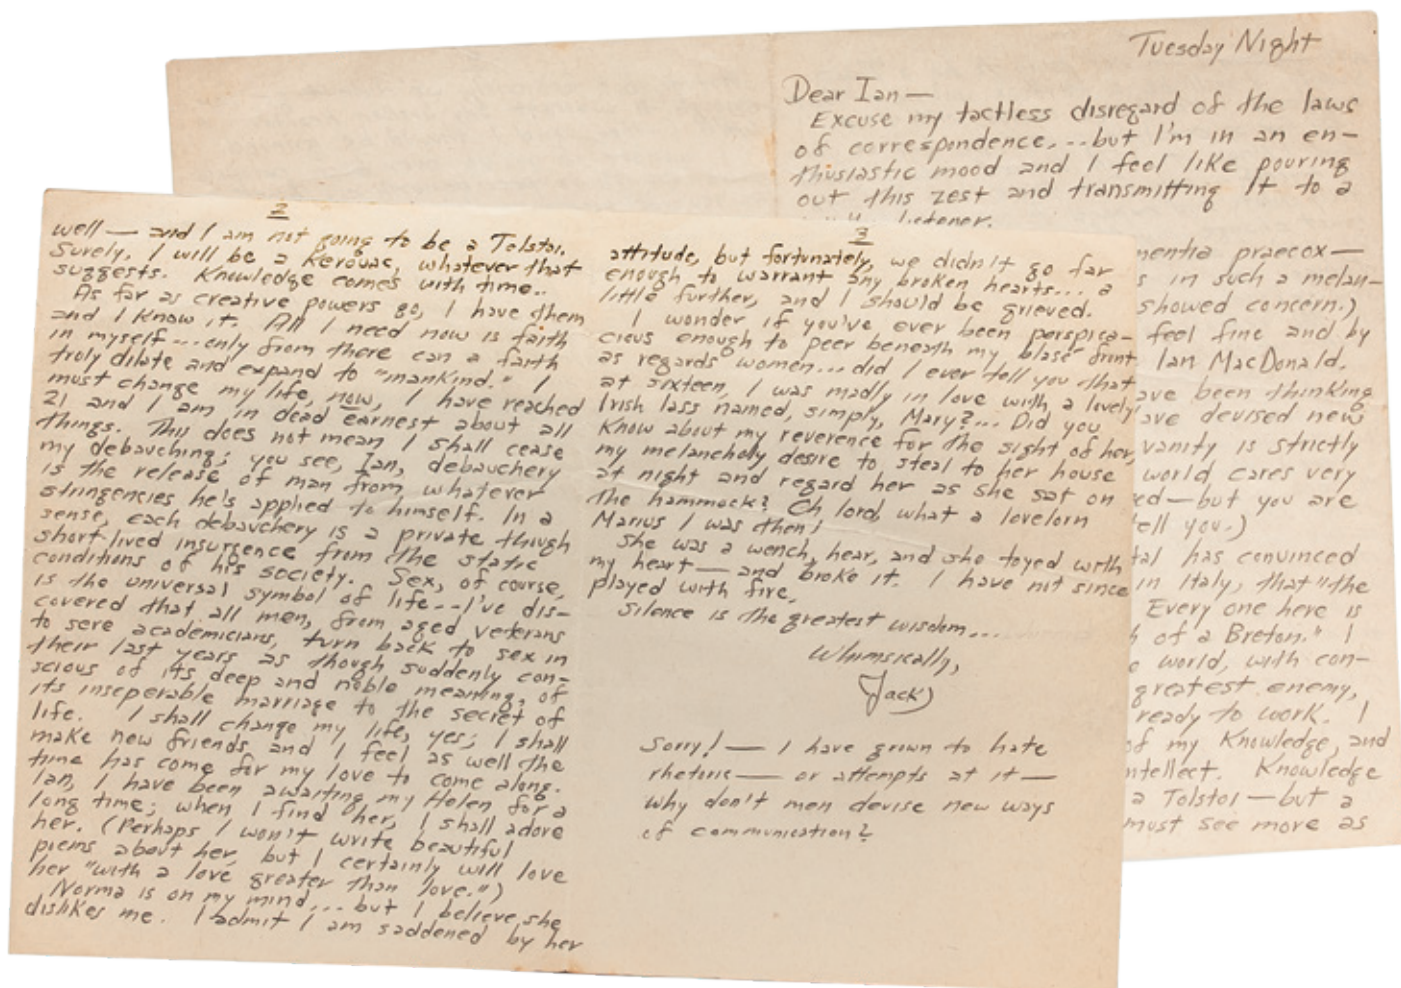 Tuesday Night
Dear Ian —
Excuse my tactless disregard of the laws
of correspondence... but I'm in an en-
thusiastic mood and I feel like pouring
out this zest and transmitting it to a
listener.
mentia praecox —
s in such a melan-
showed concern.)
feel fine and by
Ian MacDonald.
ave been thinking
ave devised new
vanity is strictly
world cares very
ed — but you are
tell you.)
tal has convinced
in Italy, that "the
Every one here is
h of a Breton." I
e world, with con-
greatest enemy,
ready to work. I
of my Knowledge, and
ntellect. Knowledge
a Tolstoi — but a
must see more as
2
well — and I am not going to be a Tolstoi.
Surely, I will be a Kerouac, whatever that
suggests. Knowledge comes with time..
As far as creative powers go, I have them
and I know it. All I need now is faith
in myself... only from there can a faith
truly dilate and expand to "mankind." I
must change my life, now, I have reached
21 and I am in dead earnest about all
things. This does not mean I shall cease
my debauching; you see, Ian, debauchery
is the release of man from whatever
stringencies he's applied to himself. In a
sense, each debauchery is a private though
short-lived insurgence from the static
conditions of his society. Sex, of course,
is the universal symbol of life... I've dis-
covered that all men, from aged veterans
to sere academicians, turn back to sex in
their last years as though suddenly con-
scious of its deep and noble meaning, of
its inseperable marriage to the secret of
life. I shall change my life, yes; I shall
make new friends, and I feel as well the
time has come for my love to come along.
Ian, I have been awaiting my Helen for a
long time; when I find her, I shall adore
her. (Perhaps I won't write beautiful
piems about her, but I certainly will love
her "with a love greater than love.")
Norma is on my mind... but I believe she
dislikes me. I admit I am saddened by her
3
attitude, but fortunately, we didn't go far
enough to warrant any broken hearts... a
little further, and I should be grieved.
I wonder if you've ever been perspica-
cious enough to peer beneath my blasé front
as regards women... did I ever tell you that
at sixteen, I was madly in love with a lovely
Irish lass named, simply, Mary?... Did you
know about my reverence for the sight of her,
my melancholy desire to steal to her house
at night and regard her as she sat on
the hammock? Oh lord, what a lovelorn
Marius I was then!
She was a wench, hear, and she toyed with
my heart — and broke it. I have not since
played with fire.
Silence is the greatest wisdom...
Whimsically,
Jack
Sorry! — I have grown to hate
rhetoric — or attempts at it —
why don't men devise new ways
of communication?